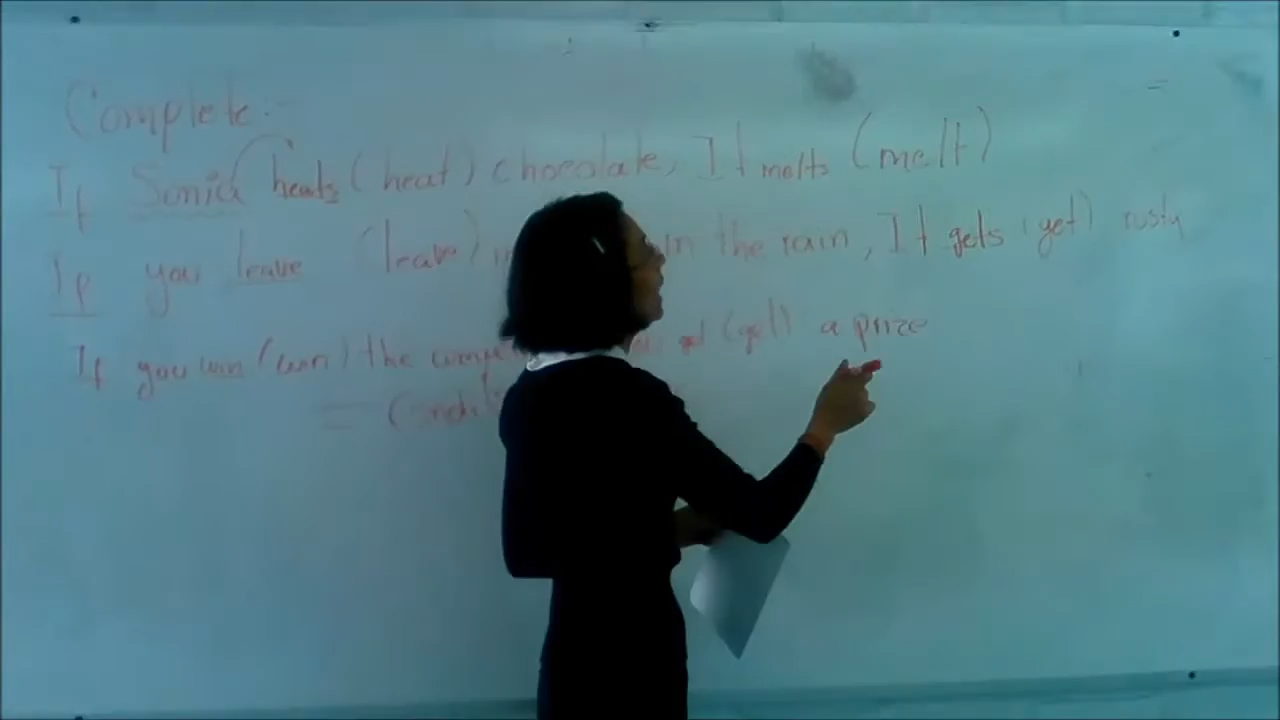 Complete:
If Sonia heats (heat) chocolate, It melts (melt)
If you leave (leave) in the rain, It gets (get) rusty
If you win (win) the get (get) a prize
=